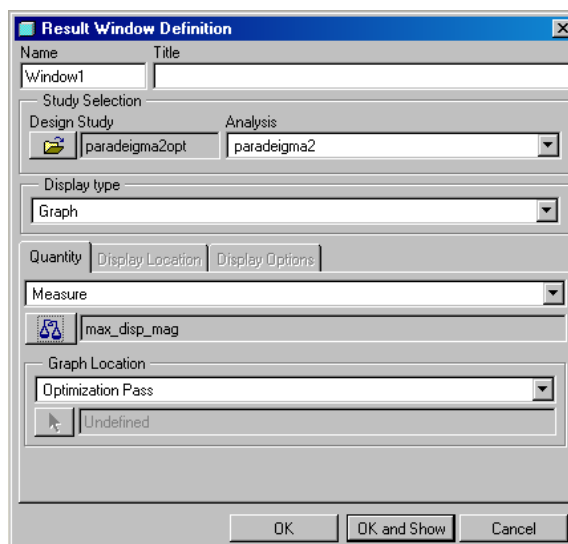 Result Window Definition
Name Title
Window1
Study Selection
Design Study Analysis
paradeigma2opt paradeigma2
Display type
Graph
Quantity Display Location Display Options
Measure
max_disp_mag
Graph Location
Optimization Pass
Undefined
OK OK and Show Cancel